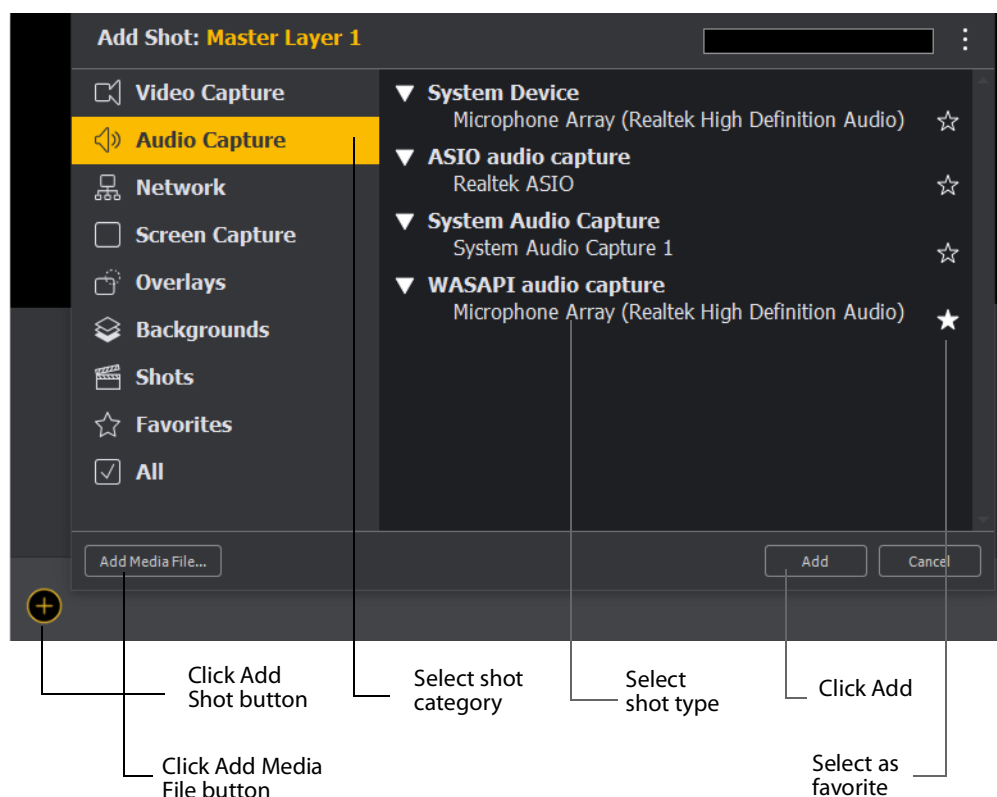 Add Shot: Master Layer 1
Video Capture
Audio Capture
Network
Screen Capture
Overlays
Backgrounds
Shots
Favorites
All
System Device
Microphone Array (Realtek High Definition Audio)
ASIO audio capture
Realtek ASIO
System Audio Capture
System Audio Capture 1
WASAPI audio capture
Microphone Array (Realtek High Definition Audio)
Add Media File...
Add
Cancel
Click Add
Shot button
Select shot
category
Select
shot type
Click Add
Click Add Media
File button
Select as
favorite